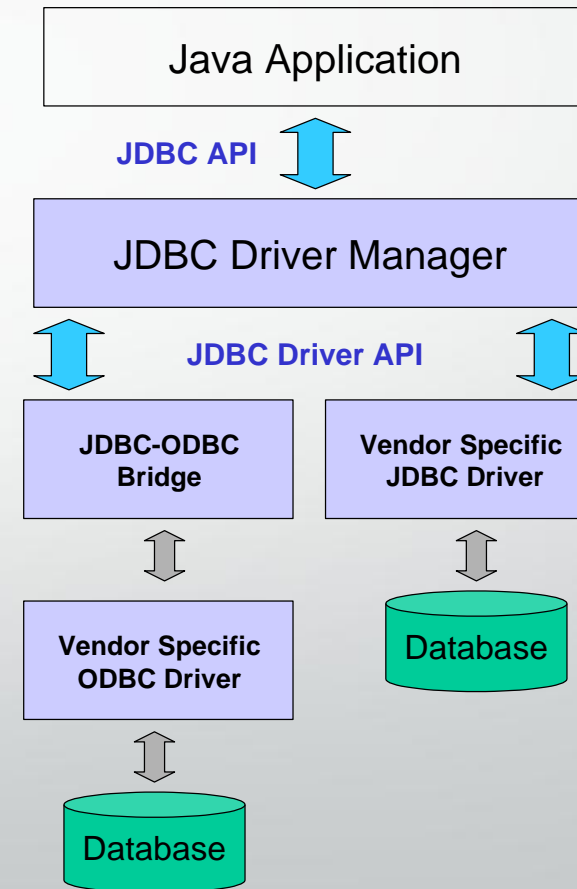 Java Application
JDBC API
JDBC Driver Manager
JDBC Driver API
JDBC-ODBC
Bridge
Vendor Specific
JDBC Driver
Vendor Specific
ODBC Driver
Database
Database